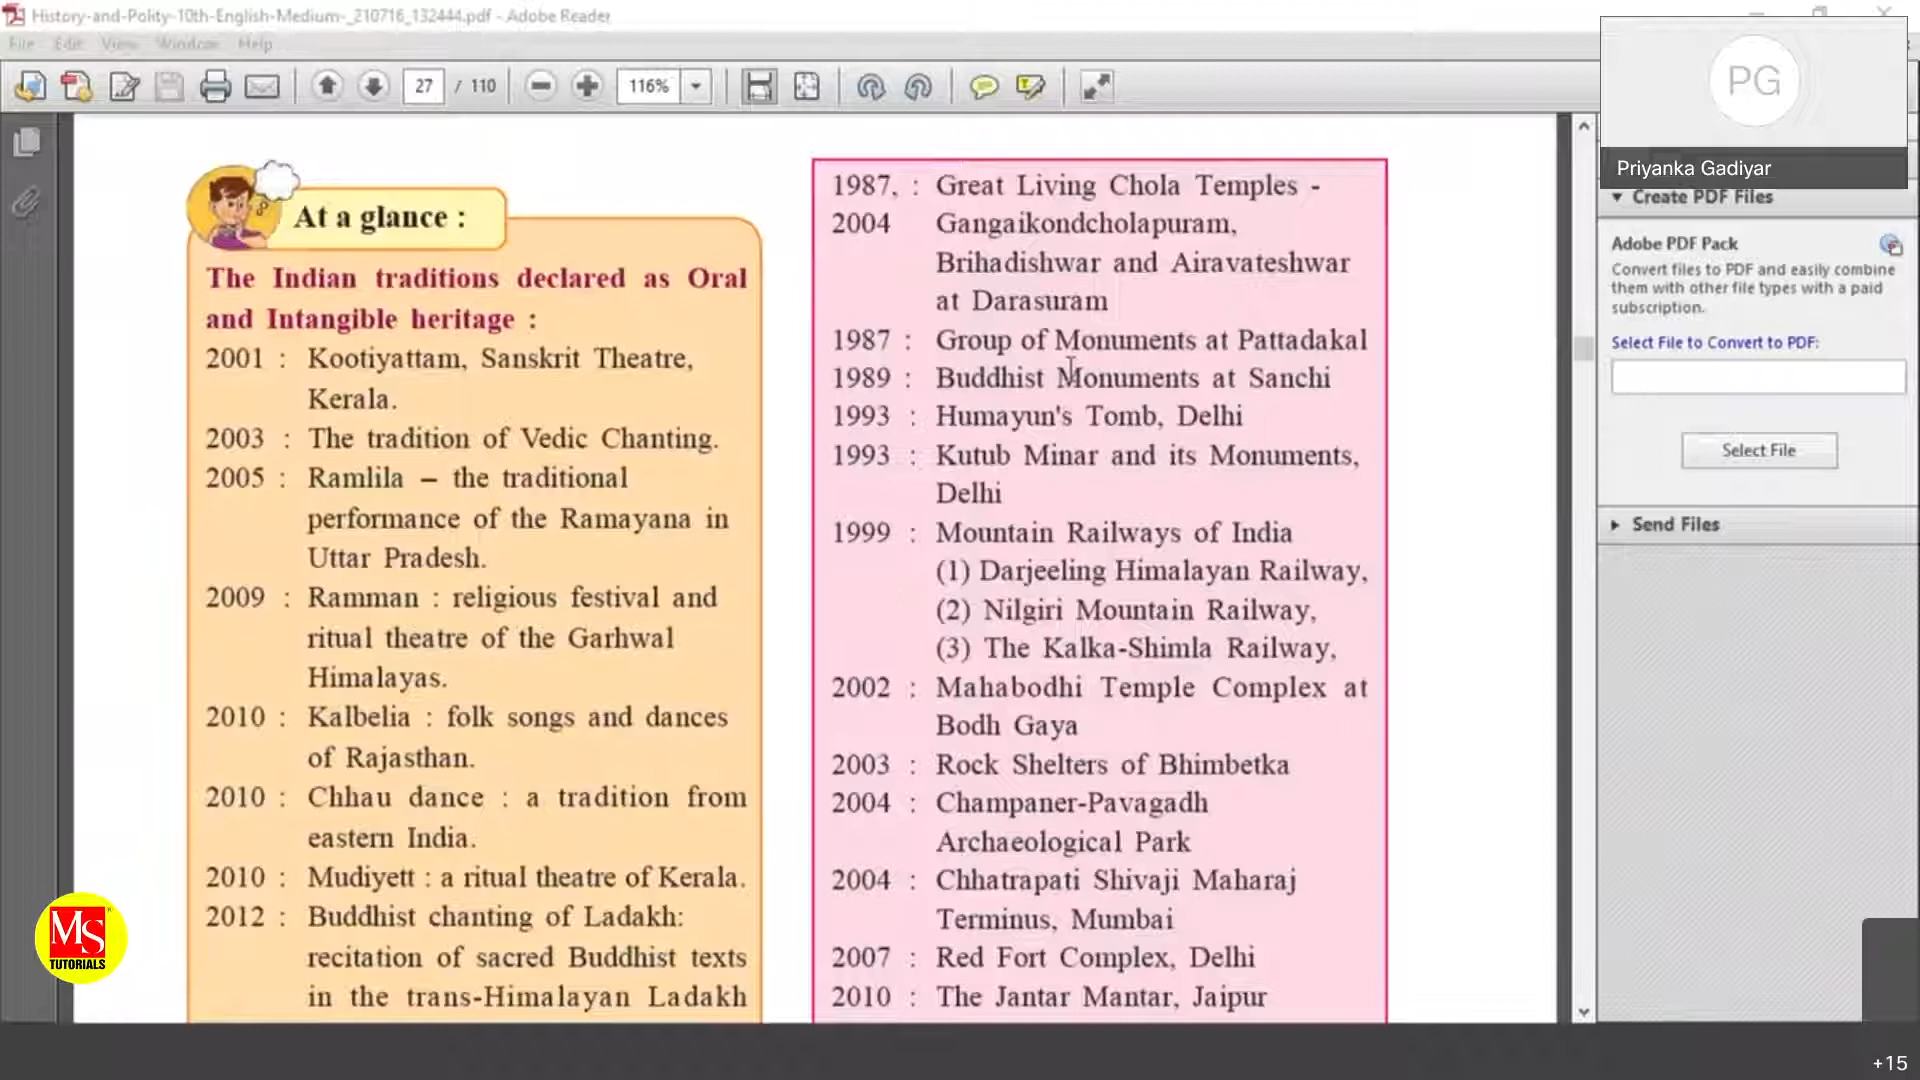 History-and-Polity-10th-English-Medium-_210716_132444.pdf - Adobe Reader
File Edit View Window Help
27 / 110
116%
PG
Priyanka Gadiyar
At a glance :
The Indian traditions declared as Oral
and Intangible heritage :
2001 : Kootiyattam, Sanskrit Theatre,
Kerala.
2003 : The tradition of Vedic Chanting.
2005 : Ramlila – the traditional
performance of the Ramayana in
Uttar Pradesh.
2009 : Ramman : religious festival and
ritual theatre of the Garhwal
Himalayas.
2010 : Kalbelia : folk songs and dances
of Rajasthan.
2010 : Chhau dance : a tradition from
eastern India.
2010 : Mudiyett : a ritual theatre of Kerala.
2012 : Buddhist chanting of Ladakh:
recitation of sacred Buddhist texts
in the trans-Himalayan Ladakh
1987, : Great Living Chola Temples -
2004 Gangaikondcholapuram,
Brihadishwar and Airavateshwar
at Darasuram
1987 : Group of Monuments at Pattadakal
1989 : Buddhist Monuments at Sanchi
1993 : Humayun's Tomb, Delhi
1993 : Kutub Minar and its Monuments,
Delhi
1999 : Mountain Railways of India
(1) Darjeeling Himalayan Railway,
(2) Nilgiri Mountain Railway,
(3) The Kalka-Shimla Railway,
2002 : Mahabodhi Temple Complex at
Bodh Gaya
2003 : Rock Shelters of Bhimbetka
2004 : Champaner-Pavagadh
Archaeological Park
2004 : Chhatrapati Shivaji Maharaj
Terminus, Mumbai
2007 : Red Fort Complex, Delhi
2010 : The Jantar Mantar, Jaipur
Create PDF Files
Adobe PDF Pack
Convert files to PDF and easily combine
them with other file types with a paid
subscription.
Select File to Convert to PDF:
Select File
Send Files
MS
TUTORIALS
+15